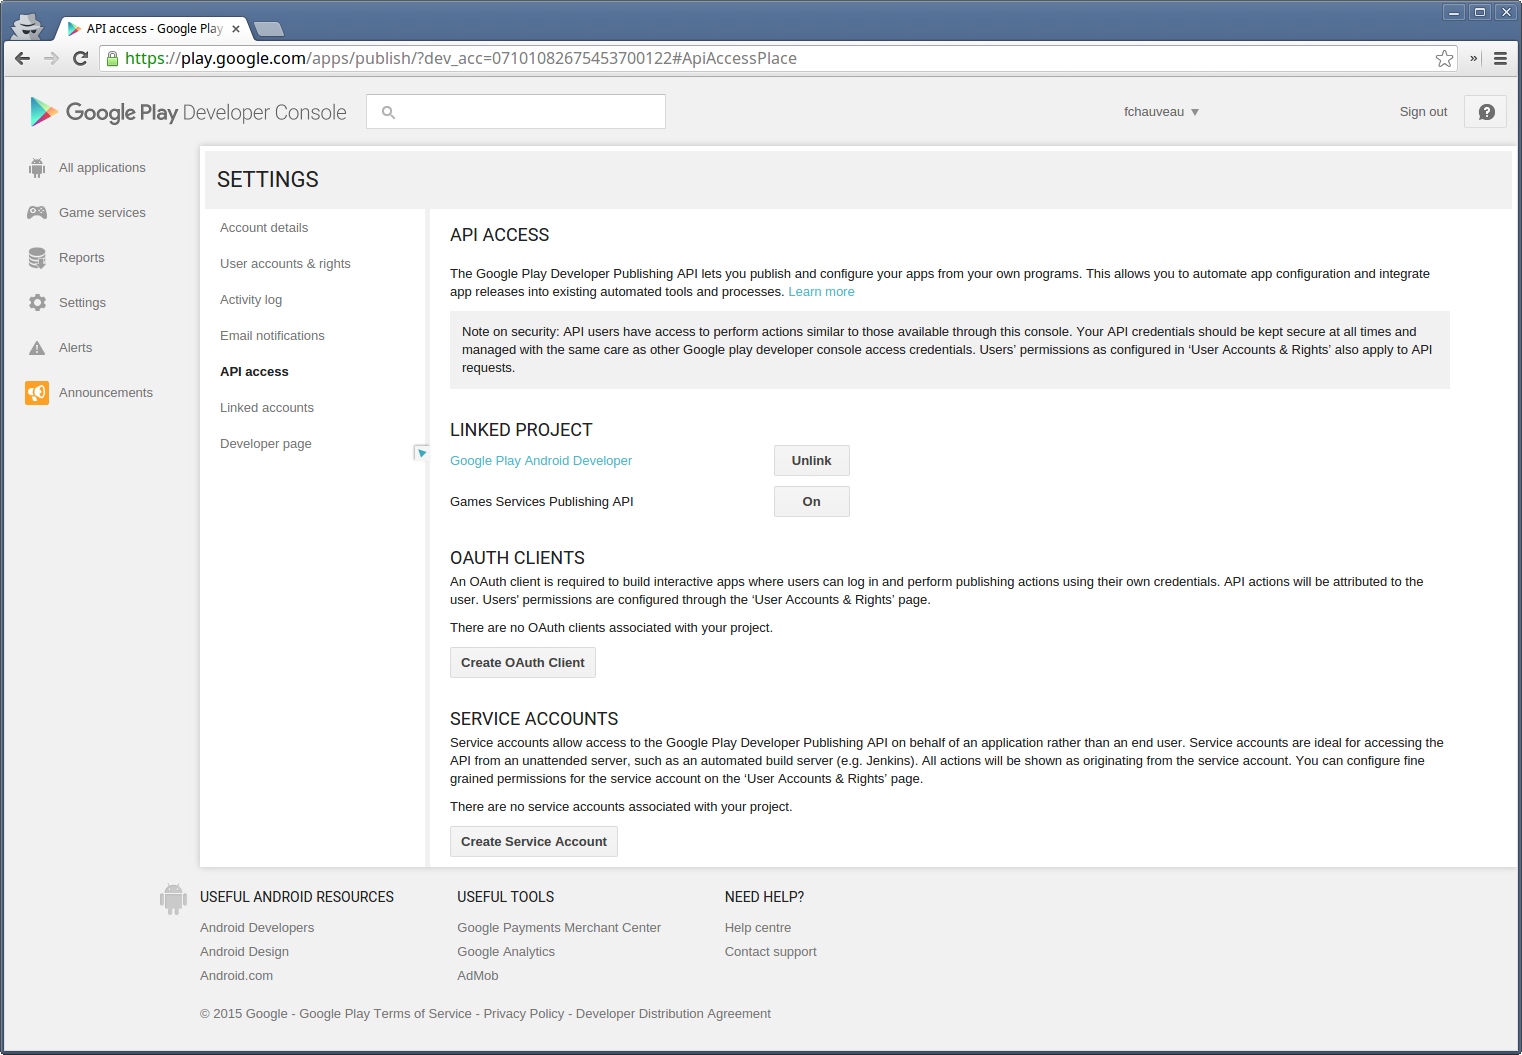 API access - Google Play
https://play.google.com/apps/publish/?dev_acc=07101082675453700122#ApiAccessPlace
Google Play Developer Console
fchauveau
Sign out
All applications
Game services
Reports
Settings
Alerts
Announcements
SETTINGS
Account details
User accounts & rights
Activity log
Email notifications
API access
Linked accounts
Developer page
API ACCESS
The Google Play Developer Publishing API lets you publish and configure your apps from your own programs. This allows you to automate app configuration and integrate
app releases into existing automated tools and processes. Learn more
Note on security: API users have access to perform actions similar to those available through this console. Your API credentials should be kept secure at all times and
managed with the same care as other Google play developer console access credentials. Users’ permissions as configured in ‘User Accounts & Rights’ also apply to API
requests.
LINKED PROJECT
Google Play Android Developer
Unlink
Games Services Publishing API
On
OAUTH CLIENTS
An OAuth client is required to build interactive apps where users can log in and perform publishing actions using their own credentials. API actions will be attributed to the
user. Users' permissions are configured through the ‘User Accounts & Rights’ page.
There are no OAuth clients associated with your project.
Create OAuth Client
SERVICE ACCOUNTS
Service accounts allow access to the Google Play Developer Publishing API on behalf of an application rather than an end user. Service accounts are ideal for accessing the
API from an unattended server, such as an automated build server (e.g. Jenkins). All actions will be shown as originating from the service account. You can configure fine
grained permissions for the service account on the ‘User Accounts & Rights’ page.
There are no service accounts associated with your project.
Create Service Account
USEFUL ANDROID RESOURCES
Android Developers
Android Design
Android.com
USEFUL TOOLS
Google Payments Merchant Center
Google Analytics
AdMob
NEED HELP?
Help centre
Contact support
© 2015 Google - Google Play Terms of Service - Privacy Policy - Developer Distribution Agreement